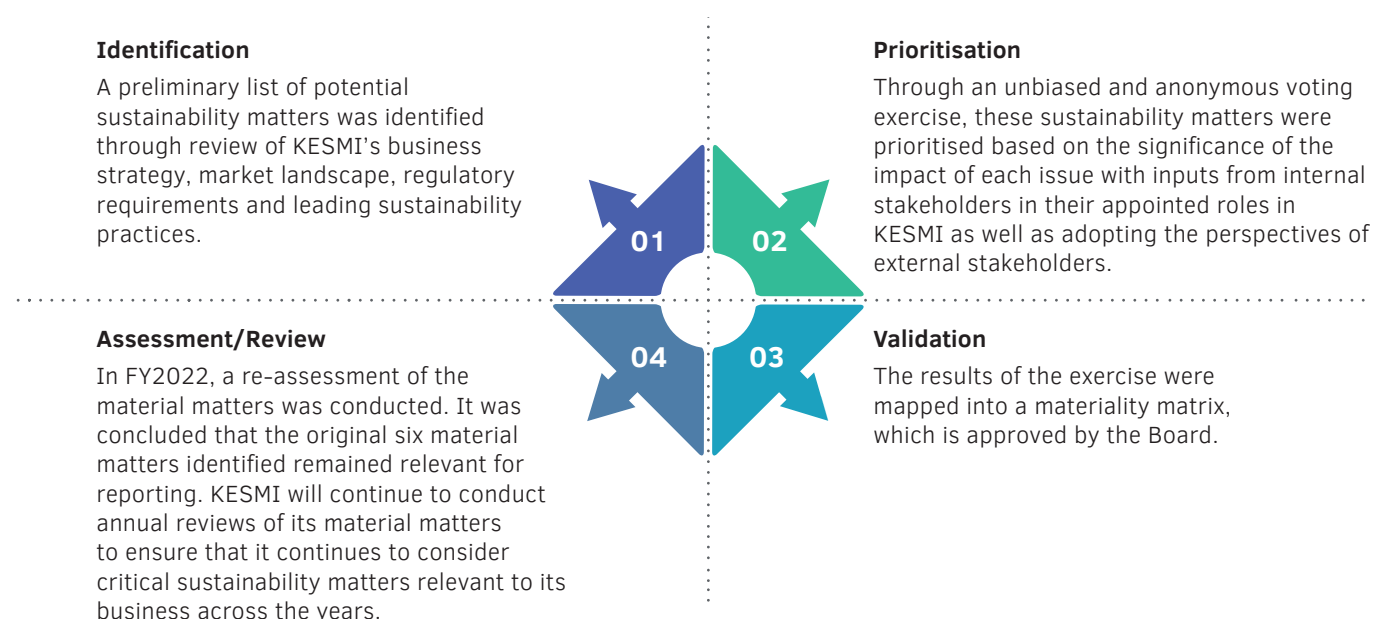 Identification
A preliminary list of potential
sustainability matters was identified
through review of KESMI's business
strategy, market landscape, regulatory
requirements and leading sustainability
practices.
Prioritisation
Through an unbiased and anonymous voting
exercise, these sustainability matters were
prioritised based on the significance of the
impact of each issue with inputs from internal
stakeholders in their appointed roles in
KESMI as well as adopting the perspectives of
external stakeholders.
01
02
04
03
Assessment/Review
In FY2022, a re-assessment of the
material matters was conducted. It was
concluded that the original six material
matters identified remained relevant for
reporting. KESMI will continue to conduct
annual reviews of its material matters
to ensure that it continues to consider
critical sustainability matters relevant to its
business across the years.
Validation
The results of the exercise were
mapped into a materiality matrix,
which is approved by the Board.